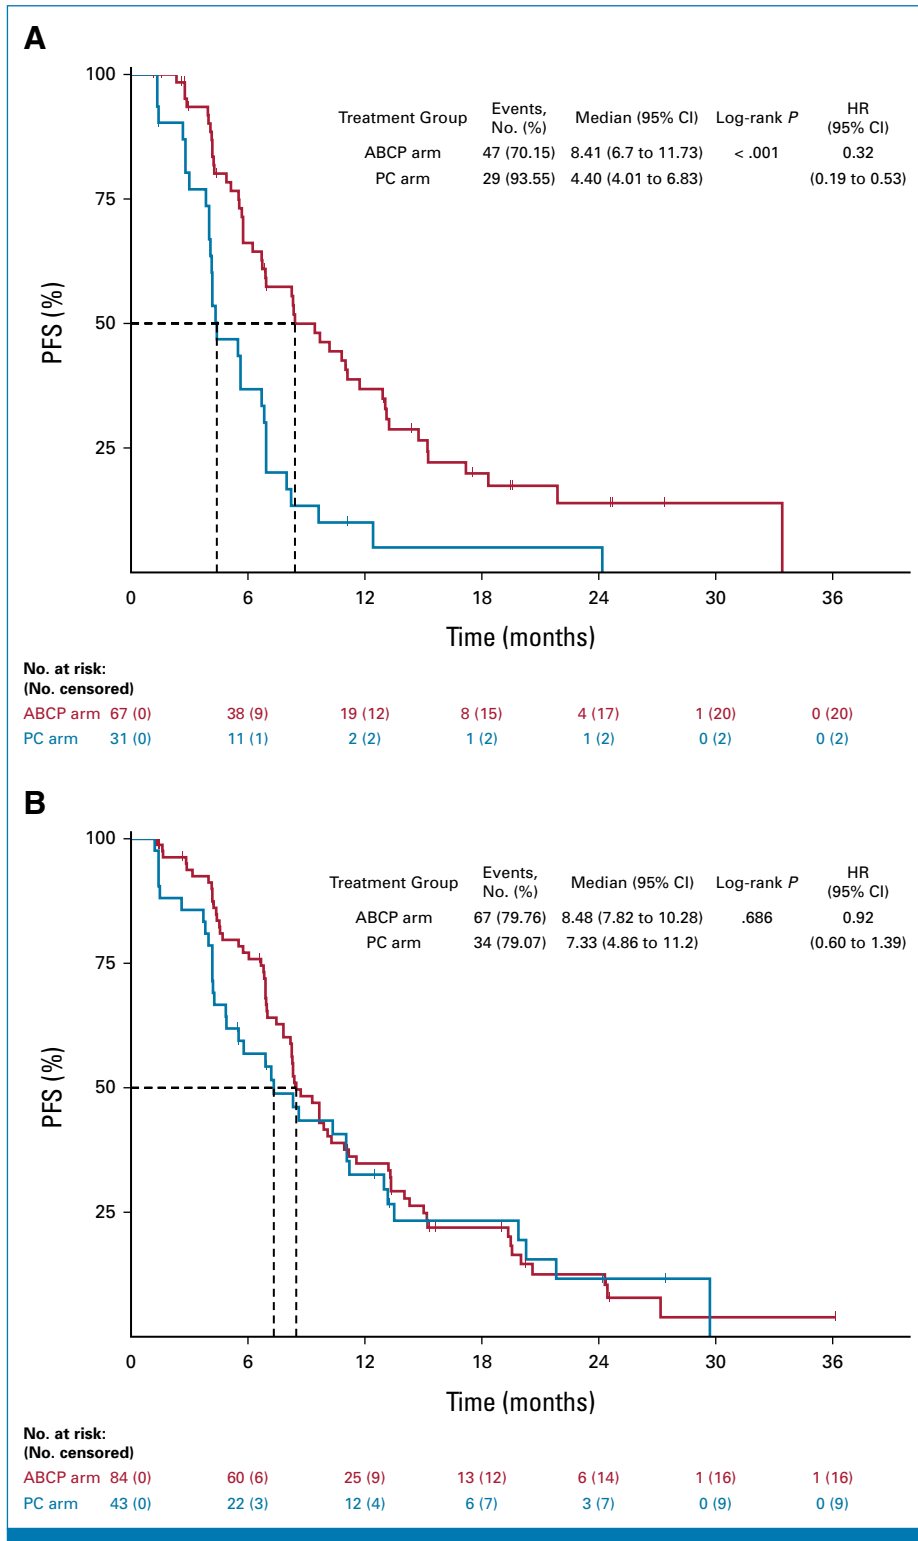 A
Treatment Group Events, No. (%) Median (95% CI) Log-rank P HR (95% CI)
ABCP arm 47 (70.15) 8.41 (6.7 to 11.73) < .001 0.32
PC arm 29 (93.55) 4.40 (4.01 to 6.83) (0.19 to 0.53)
PFS (%)
100
75
50
25
0 6 12 18 24 30 36
Time (months)
No. at risk:
(No. censored)
ABCP arm 67 (0) 38 (9) 19 (12) 8 (15) 4 (17) 1 (20) 0 (20)
PC arm 31 (0) 11 (1) 2 (2) 1 (2) 1 (2) 0 (2) 0 (2)
B
Treatment Group Events, No. (%) Median (95% CI) Log-rank P HR (95% CI)
ABCP arm 67 (79.76) 8.48 (7.82 to 10.28) .686 0.92
PC arm 34 (79.07) 7.33 (4.86 to 11.2) (0.60 to 1.39)
PFS (%)
100
75
50
25
0 6 12 18 24 30 36
Time (months)
No. at risk:
(No. censored)
ABCP arm 84 (0) 60 (6) 25 (9) 13 (12) 6 (14) 1 (16) 1 (16)
PC arm 43 (0) 22 (3) 12 (4) 6 (7) 3 (7) 0 (9) 0 (9)